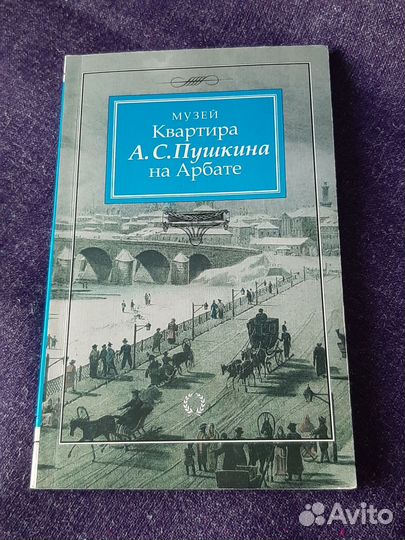 МУЗЕЙ
Квартира
А. С. Пушкина
на Арбате
Avito